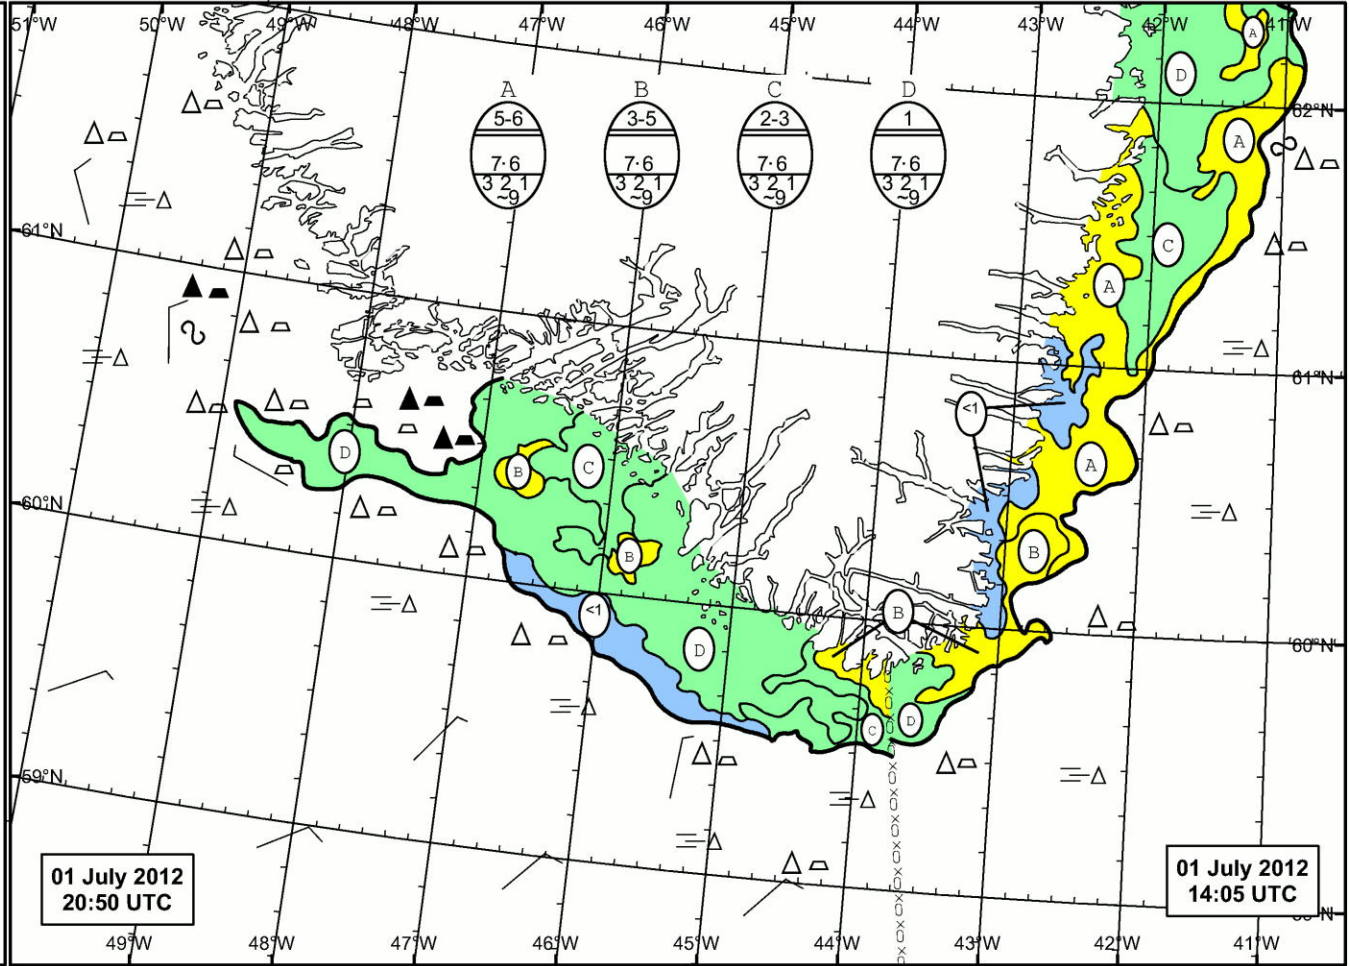 51°W 50°W 49°W 48°W 47°W 46°W 45°W 44°W 43°W 42°W 41°W
A B C D
5-6 3-5 2-3 1
7·6 7·6 7·6 7·6
3 2 1 3 2 1 3 2 1 3 2 1
~9 ~9 ~9 ~9
A
D
62°N
A
61°N
C
A
61°N
<1
D
B
C
A
60°N
B
B
<1
B
60°N
D
C
D
59°N
01 July 2012
20:50 UTC
01 July 2012
14:05 UTC
49°W 48°W 47°W 46°W 45°W 44°W 43°W 42°W 41°W